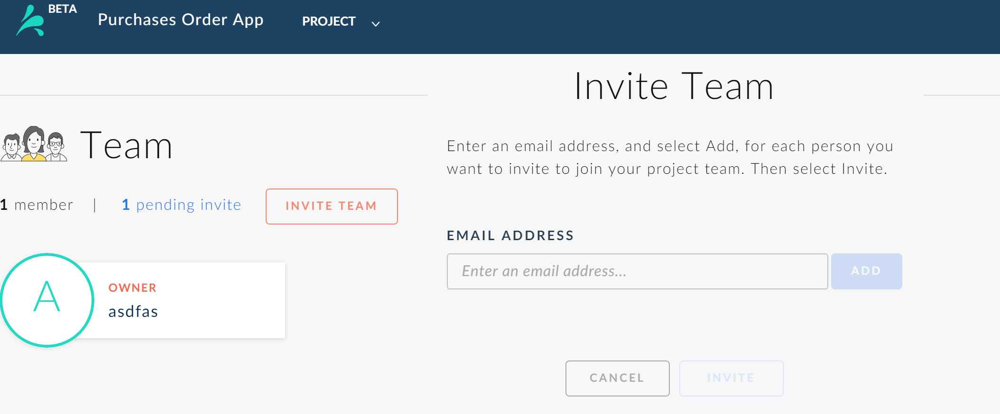 BETA
Purchases Order App
PROJECT
Invite Team
Team
Enter an email address, and select Add, for each person you
want to invite to join your project team. Then select Invite.
1 member | 1 pending invite
INVITE TEAM
EMAIL ADDRESS
Enter an email address...
ADD
A
OWNER
asdfas
CANCEL
INVITE